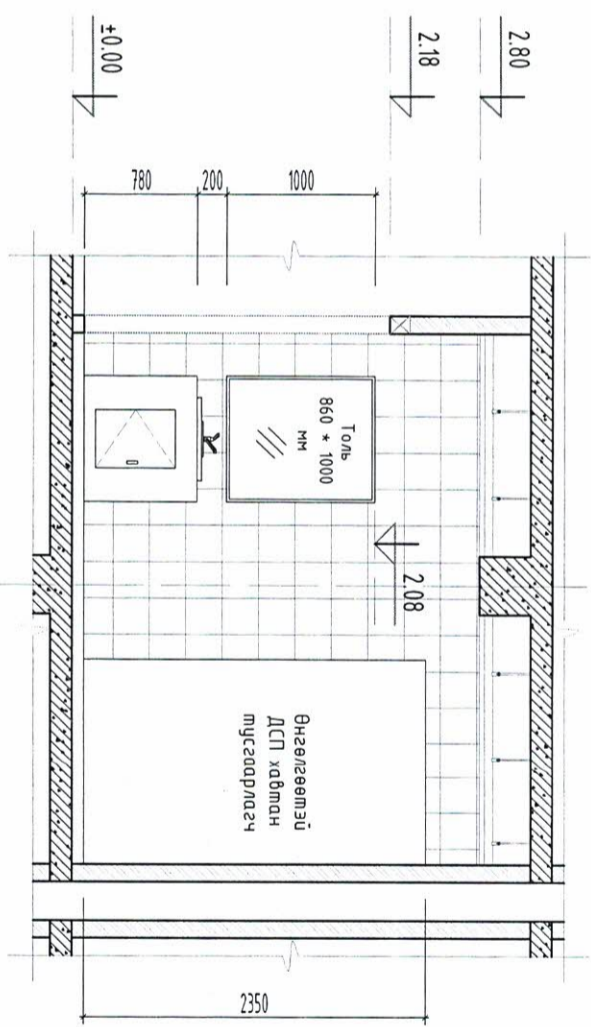 2.80
2.18
±0.00
780
200
1000
Толь
860 * 1000
мм
2.08
Өнгөлгөөтэй
ДСП хавтан
тусгаарлагч
2350